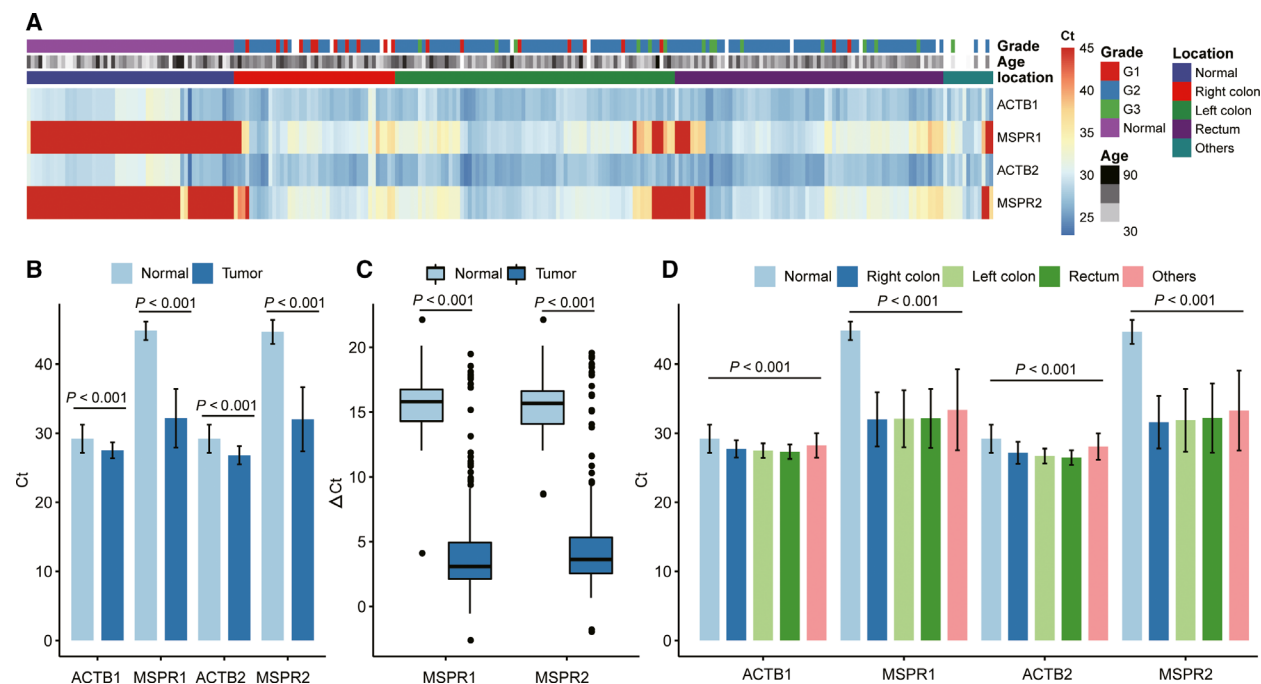 A
Grade
Age
location
ACTB1
MSPR1
ACTB2
MSPR2
Ct
45
40
35
30
25
Grade
G1
G2
G3
Normal
Age
90
30
Location
Normal
Right colon
Left colon
Rectum
Others
B
Normal Tumor
P < 0.001
P < 0.001
P < 0.001
P < 0.001
Ct
40
30
20
10
0
ACTB1 MSPR1 ACTB2 MSPR2
C
Normal Tumor
P < 0.001
P < 0.001
ΔCt
20
15
10
5
0
MSPR1 MSPR2
D
Normal Right colon Left colon Rectum Others
P < 0.001
P < 0.001
P < 0.001
P < 0.001
Ct
40
30
20
10
0
ACTB1 MSPR1 ACTB2 MSPR2